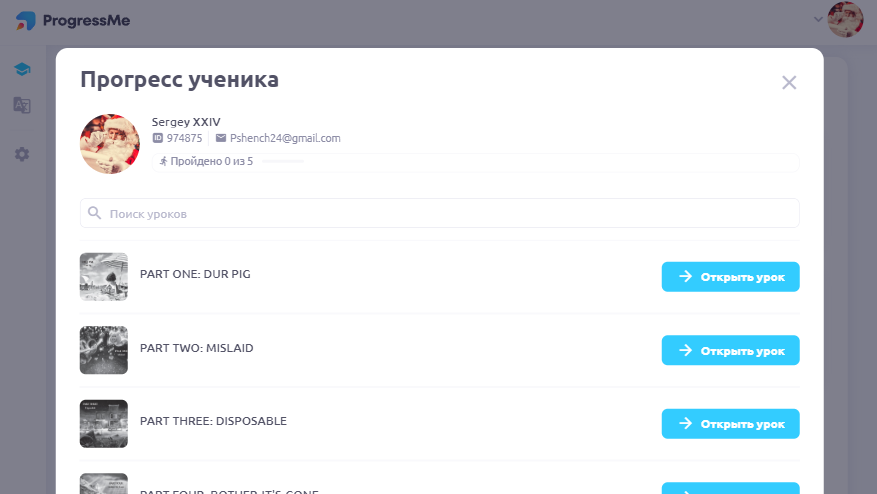 ProgressMe
Прогресс ученика
Sergey XXIV
ID 974875 Pshench24@gmail.com
Пройдено 0 из 5
Поиск уроков
PART ONE: DUR PIG
Открыть урок
PART TWO: MISLAID
Открыть урок
PART THREE: DISPOSABLE
Открыть урок
PART FOUR: BOTHER IT'S GONE